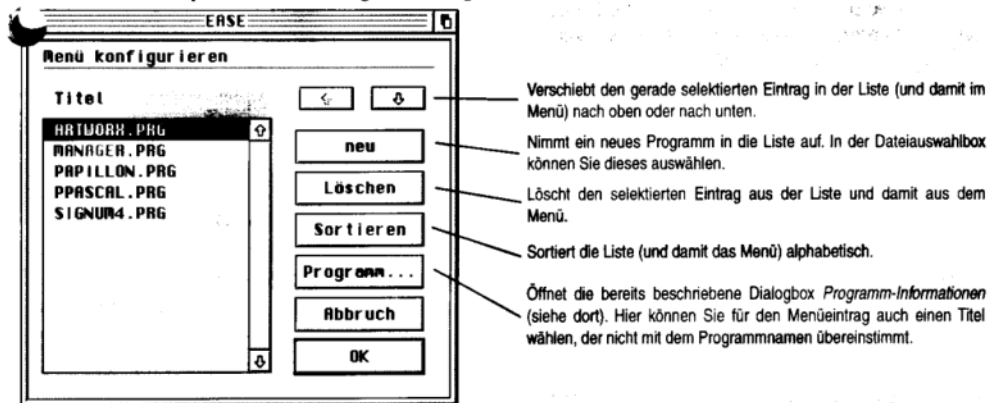 EASE
Menü konfigurieren
Titel
ARTWORX.PRG
MANAGER.PRG
PAPILLON.PRG
PPASCAL.PRG
SIGNUM4.PRG
neu
Löschen
Sortieren
Programm...
Abbruch
OK
Verschiebt den gerade selektierten Eintrag in der Liste (und damit im
Menü) nach oben oder nach unten.
Nimmt ein neues Programm in die Liste auf. In der Dateiauswahlbox
können Sie dieses auswählen.
Löscht den selektierten Eintrag aus der Liste und damit aus dem
Menü.
Sortiert die Liste (und damit das Menü) alphabetisch.
Öffnet die bereits beschriebene Dialogbox Programm-Informationen
(siehe dort). Hier können Sie für den Menüeintrag auch einen Titel
wählen, der nicht mit dem Programmnamen übereinstimmt.